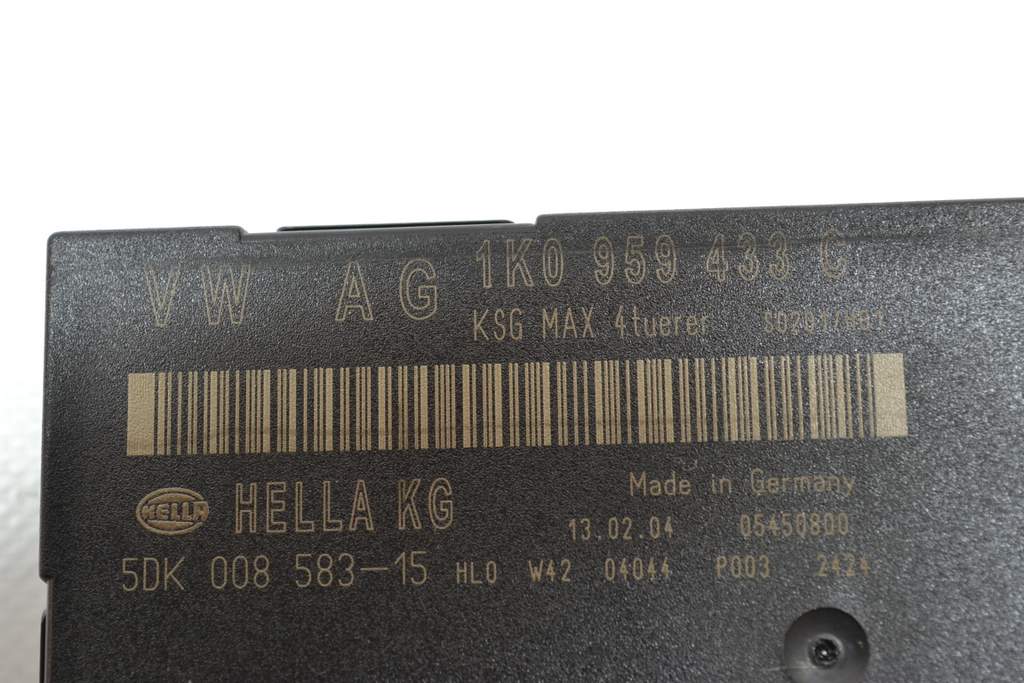 VW AG 1K0 959 433 C
KSG MAX 4tuerer
HELLA HELLA KG Made in Germany
13.02.04 05450800
5DK 008 583-15 HL0 W42 04044 P003 2424